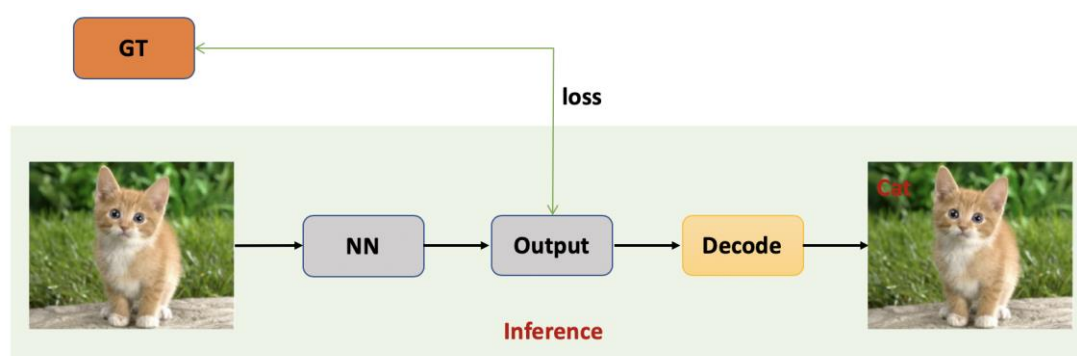 GT
loss
Cat
NN
Output
Decode
Inference